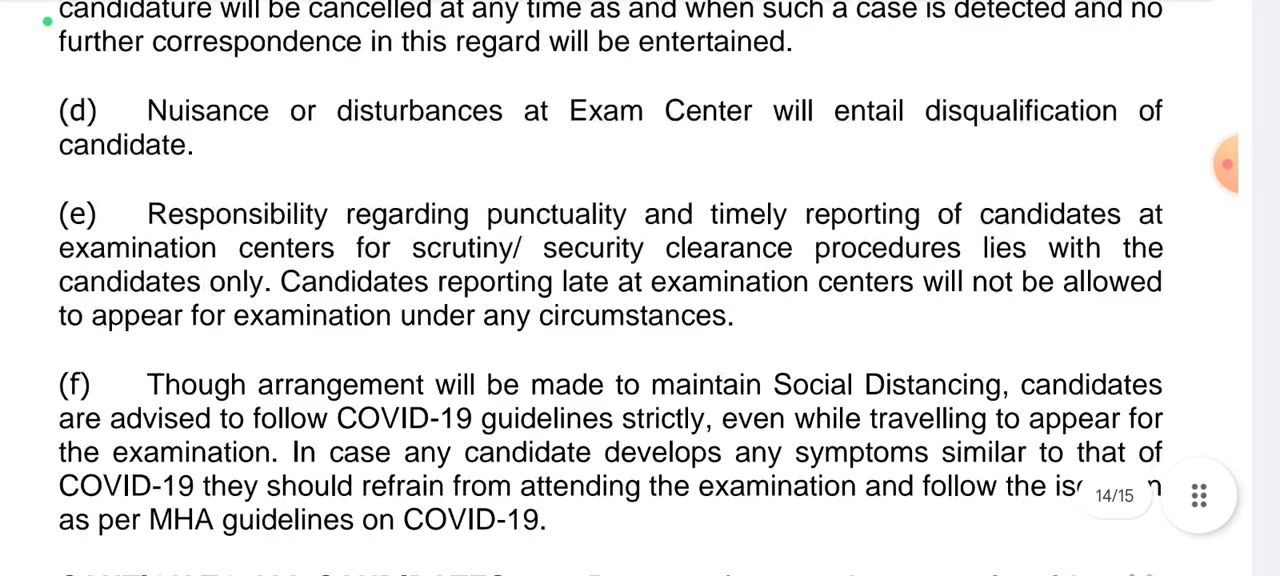 candidature will be cancelled at any time as and when such a case is detected and no
further correspondence in this regard will be entertained.
(d) Nuisance or disturbances at Exam Center will entail disqualification of
candidate.
(e) Responsibility regarding punctuality and timely reporting of candidates at
examination centers for scrutiny/ security clearance procedures lies with the
candidates only. Candidates reporting late at examination centers will not be allowed
to appear for examination under any circumstances.
(f) Though arrangement will be made to maintain Social Distancing, candidates
are advised to follow COVID-19 guidelines strictly, even while travelling to appear for
the examination. In case any candidate develops any symptoms similar to that of
COVID-19 they should refrain from attending the examination and follow the
14/15
as per MHA guidelines on COVID-19.